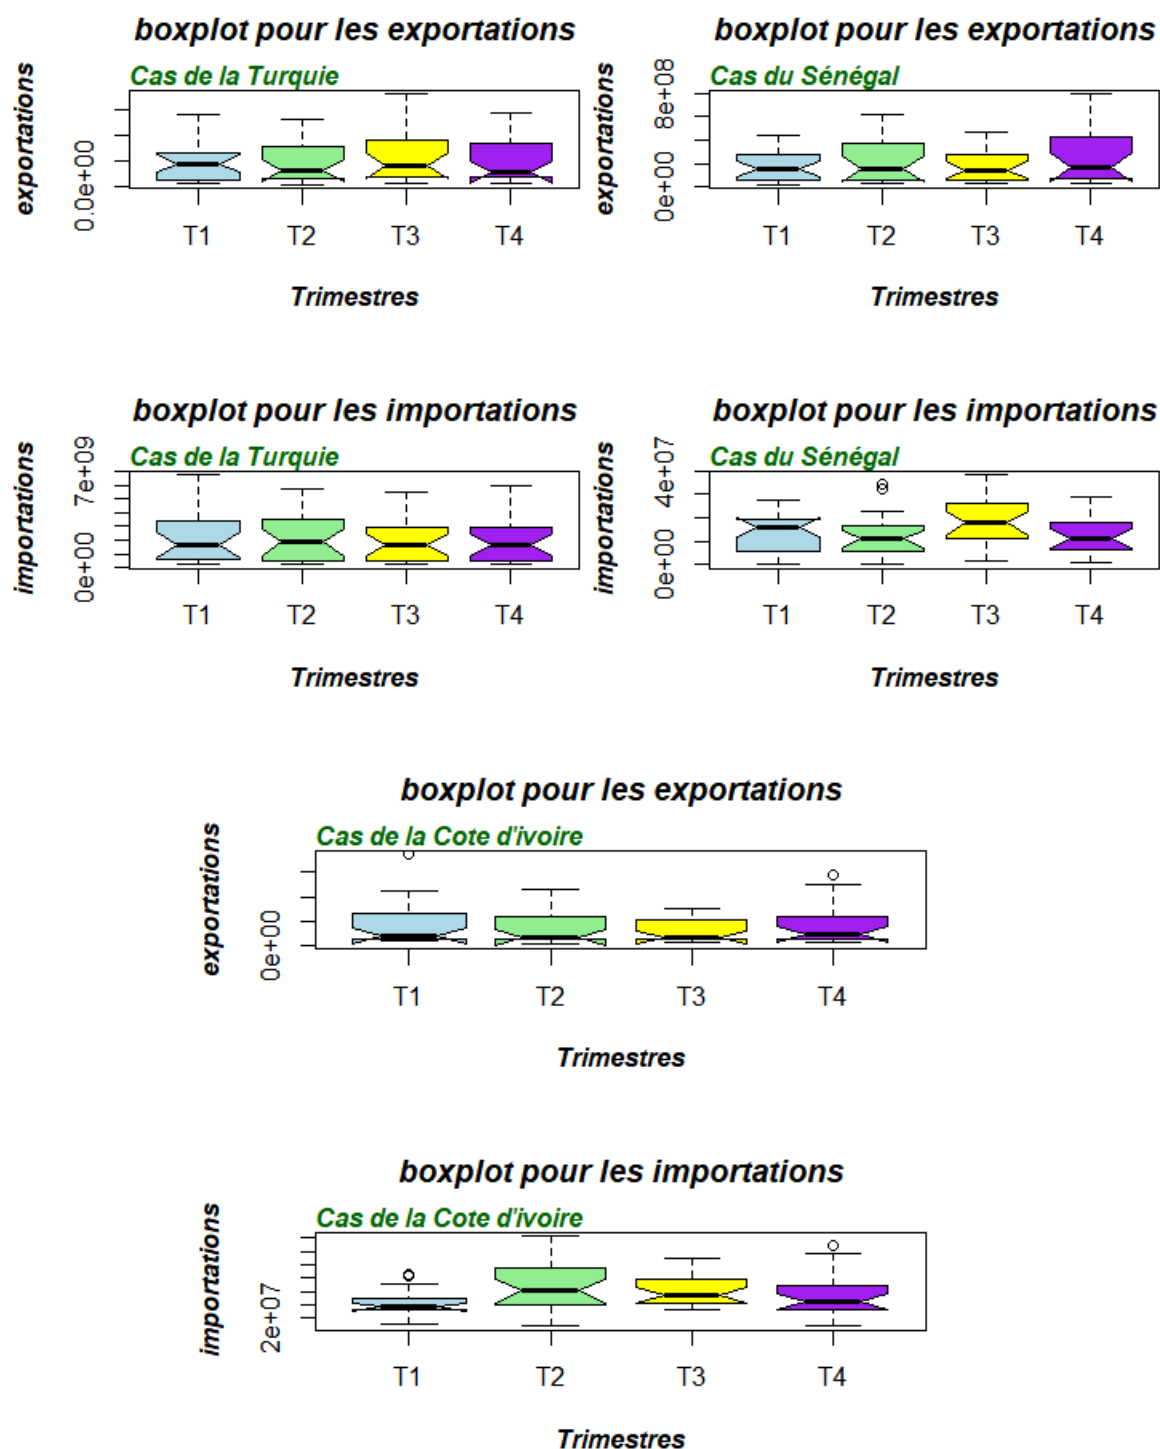 boxplot pour les exportations
Cas de la Turquie
exportations
0.0e+00
T1 T2 T3 T4
Trimestres
boxplot pour les exportations
Cas du Sénégal
exportations
0e+00 8e+08
T1 T2 T3 T4
Trimestres
boxplot pour les importations
Cas de la Turquie
importations
0e+00 7e+09
T1 T2 T3 T4
Trimestres
boxplot pour les importations
Cas du Sénégal
importations
0e+00 4e+07
T1 T2 T3 T4
Trimestres
boxplot pour les exportations
Cas de la Cote d'ivoire
exportations
0e+00
T1 T2 T3 T4
Trimestres
boxplot pour les importations
Cas de la Cote d'ivoire
importations
2e+07
T1 T2 T3 T4
Trimestres